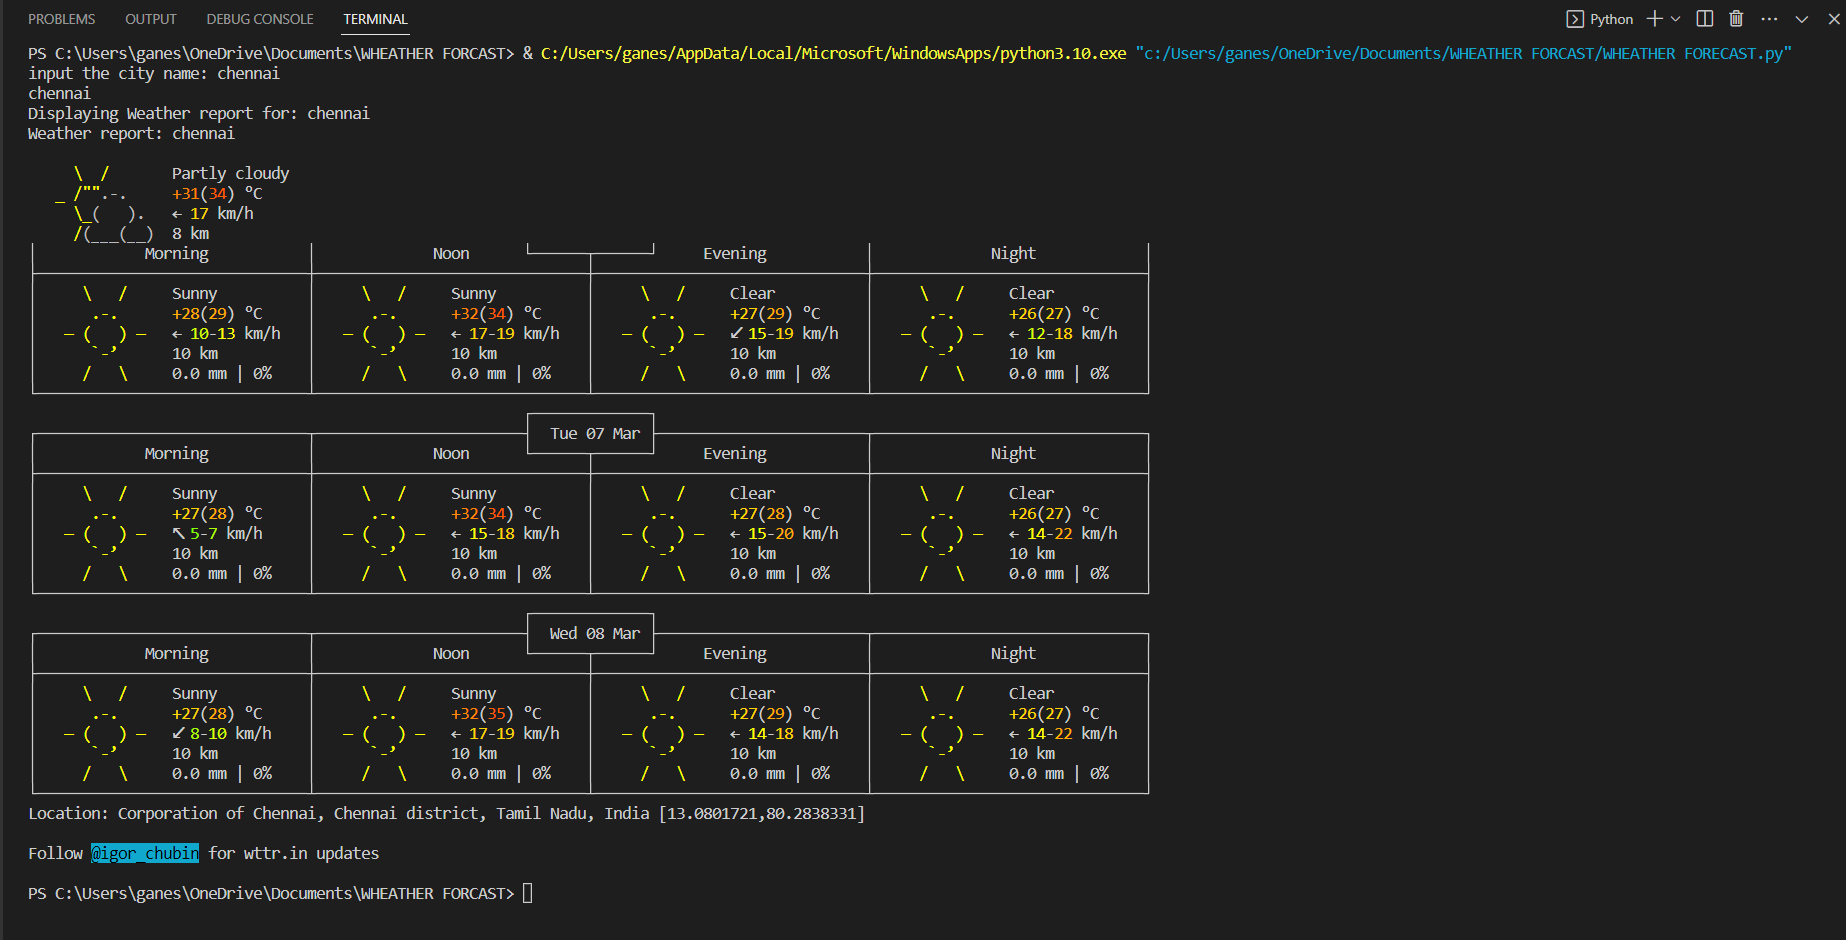 PROBLEMS OUTPUT DEBUG CONSOLE TERMINAL Python
PS C:\Users\ganes\OneDrive\Documents\WHEATHER FORCAST> & C:/Users/ganes/AppData/Local/Microsoft/WindowsApps/python3.10.exe "c:/Users/ganes/OneDrive/Documents/WHEATHER FORCAST/WHEATHER FORECAST.py"
input the city name: chennai
chennai
Displaying Weather report for: chennai
Weather report: chennai
Partly cloudy
+31(34) °C
← 17 km/h
8 km
Morning Noon Evening Night
Sunny Sunny Clear Clear
+28(29) °C +32(34) °C +27(29) °C +26(27) °C
← 10-13 km/h ← 17-19 km/h ↙ 15-19 km/h ← 12-18 km/h
10 km 10 km 10 km 10 km
0.0 mm | 0% 0.0 mm | 0% 0.0 mm | 0% 0.0 mm | 0%
Tue 07 Mar
Morning Noon Evening Night
Sunny Sunny Clear Clear
+27(28) °C +32(34) °C +27(28) °C +26(27) °C
↖ 5-7 km/h ← 15-18 km/h ← 15-20 km/h ← 14-22 km/h
10 km 10 km 10 km 10 km
0.0 mm | 0% 0.0 mm | 0% 0.0 mm | 0% 0.0 mm | 0%
Wed 08 Mar
Morning Noon Evening Night
Sunny Sunny Clear Clear
+27(28) °C +32(35) °C +27(29) °C +26(27) °C
↙ 8-10 km/h ← 17-19 km/h ← 14-18 km/h ← 14-22 km/h
10 km 10 km 10 km 10 km
0.0 mm | 0% 0.0 mm | 0% 0.0 mm | 0% 0.0 mm | 0%
Location: Corporation of Chennai, Chennai district, Tamil Nadu, India [13.0801721,80.2838331]
Follow @igor_chubin for wttr.in updates
PS C:\Users\ganes\OneDrive\Documents\WHEATHER FORCAST>